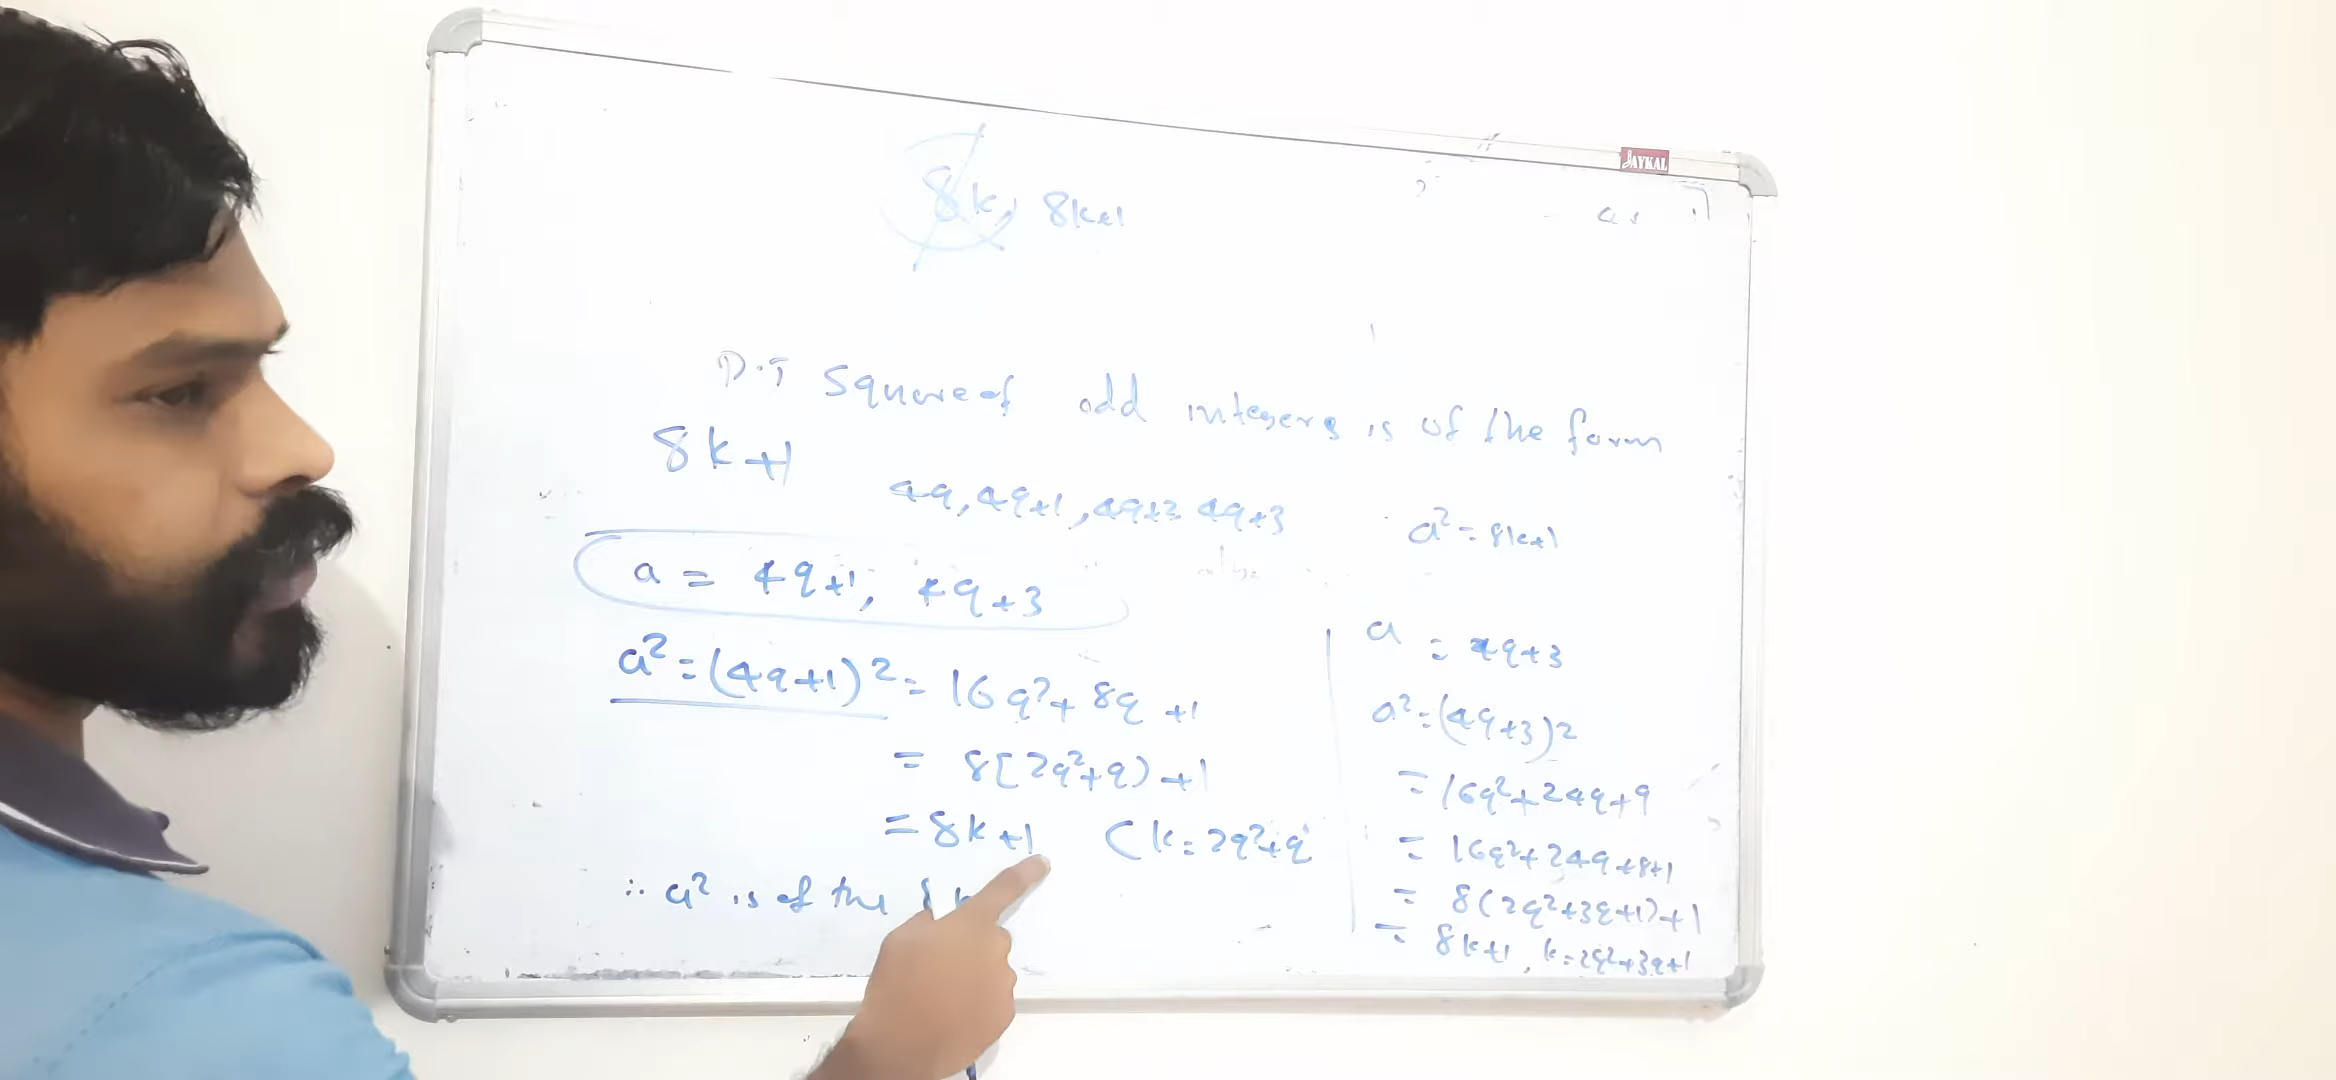 JAYKAL
8k, 8k+1
P.T Square of odd integers is of the form
8k+1
4q, 4q+1, 4q+2 4q+3
a² = 8k+1
a = 4q+1, 4q+3
a² = (4q+1)² = 16q² + 8q +1
= 8[2q²+q) +1
= 8k+1 (k = 2q²+q
∴ a² is of the
a = 4q+3
a² = (4q+3)²
= 16q²+24q+9
= 16q²+24q+8+1
= 8(2q²+3q+1)+1
= 8k+1, k=2q²+3q+1